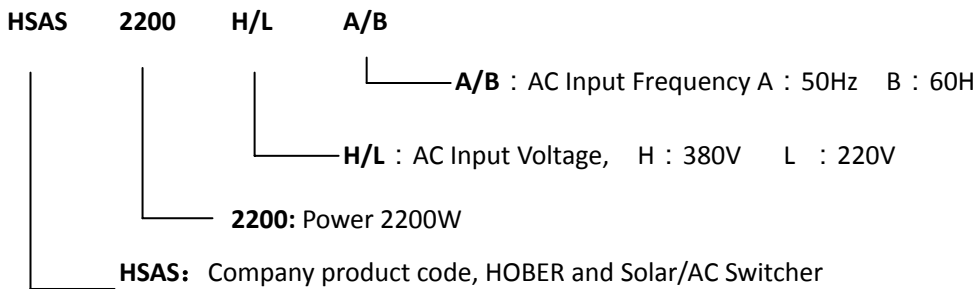 HSAS 2200 H/L A/B
A/B：AC Input Frequency A：50Hz B：60H
H/L：AC Input Voltage, H：380V L ：220V
2200: Power 2200W
HSAS： Company product code, HOBER and Solar/AC Switcher